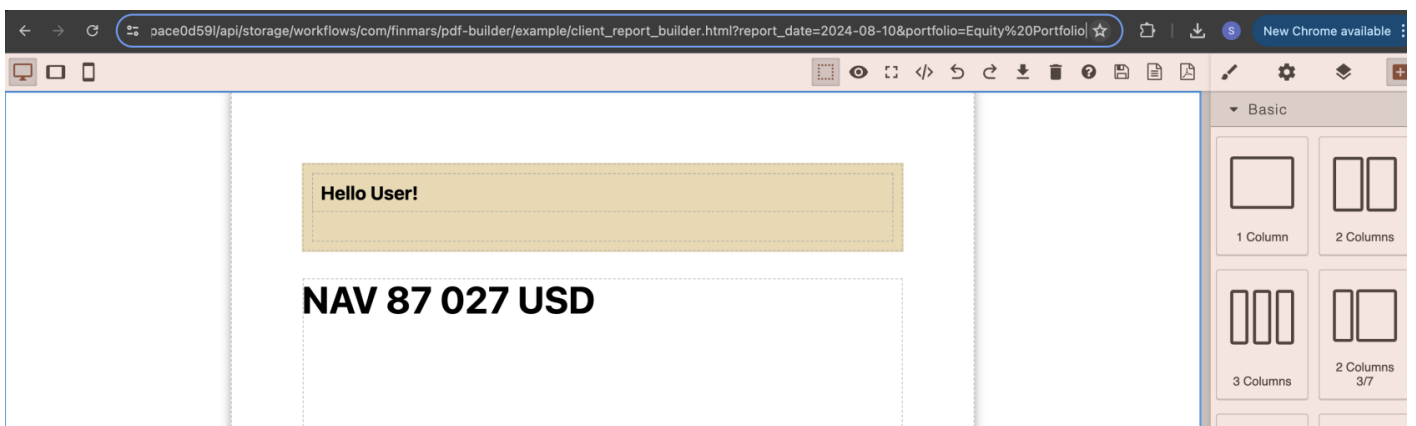 pace0d59l/api/storage/workflows/com/finmars/pdf-builder/example/client_report_builder.html?report_date=2024-08-10&portfolio=Equity%20Portfolio
S
New Chrome available
Basic
Hello User!
1 Column
2 Columns
NAV 87 027 USD
3 Columns
2 Columns
3/7